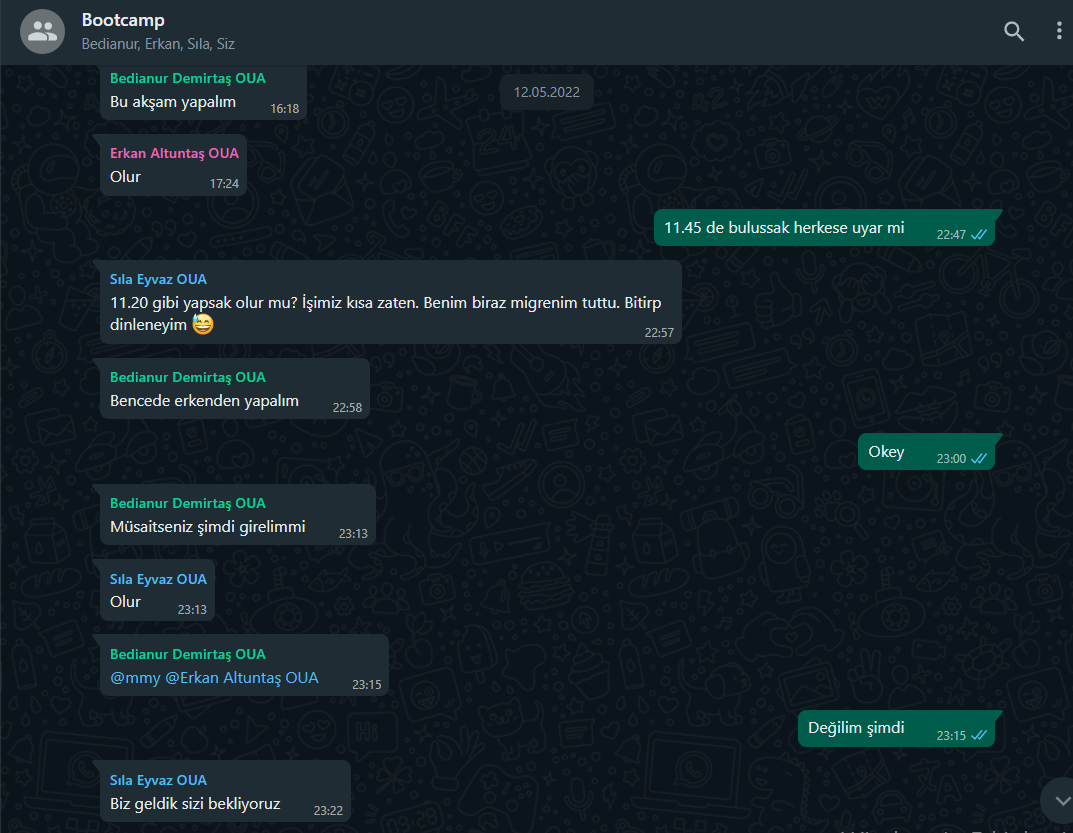 Bootcamp
Bedianur, Erkan, Sıla, Siz
12.05.2022
Bedianur Demirtaş OUA
Bu akşam yapalım
16:18
Erkan Altuntaş OUA
Olur
17:24
11.45 de bulussak herkese uyar mi
22:47
Sıla Eyvaz OUA
11.20 gibi yapsak olur mu? İşimiz kısa zaten. Benim biraz migrenim tuttu. Bitirp
dinleneyim 😅
22:57
Bedianur Demirtaş OUA
Bencede erkenden yapalım
22:58
Okey
23:00
Bedianur Demirtaş OUA
Müsaitseniz şimdi girelimmi
23:13
Sıla Eyvaz OUA
Olur
23:13
Bedianur Demirtaş OUA
@mmy @Erkan Altuntaş OUA
23:15
Değilim şimdi
23:15
Sıla Eyvaz OUA
Biz geldik sizi bekliyoruz
23:22